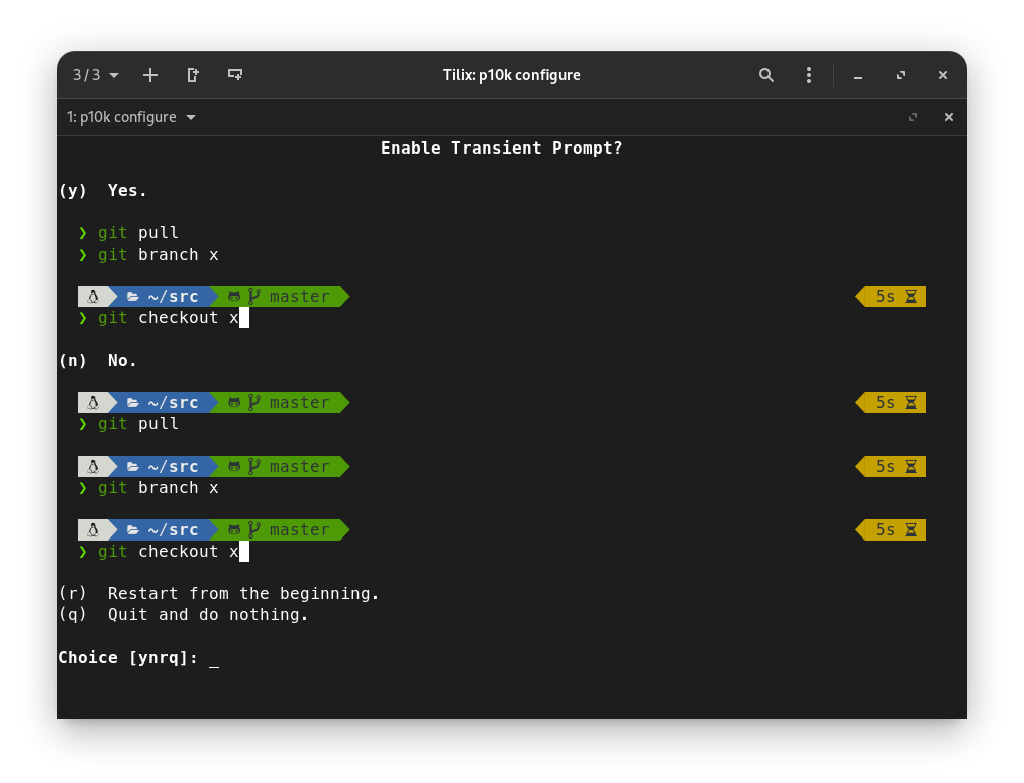 3 / 3 Tilix: p10k configure
1: p10k configure
Enable Transient Prompt?
(y) Yes.
❯ git pull
❯ git branch x
~/src master 5s
❯ git checkout x
(n) No.
~/src master 5s
❯ git pull
~/src master 5s
❯ git branch x
~/src master 5s
❯ git checkout x
(r) Restart from the beginning.
(q) Quit and do nothing.
Choice [ynrq]: _